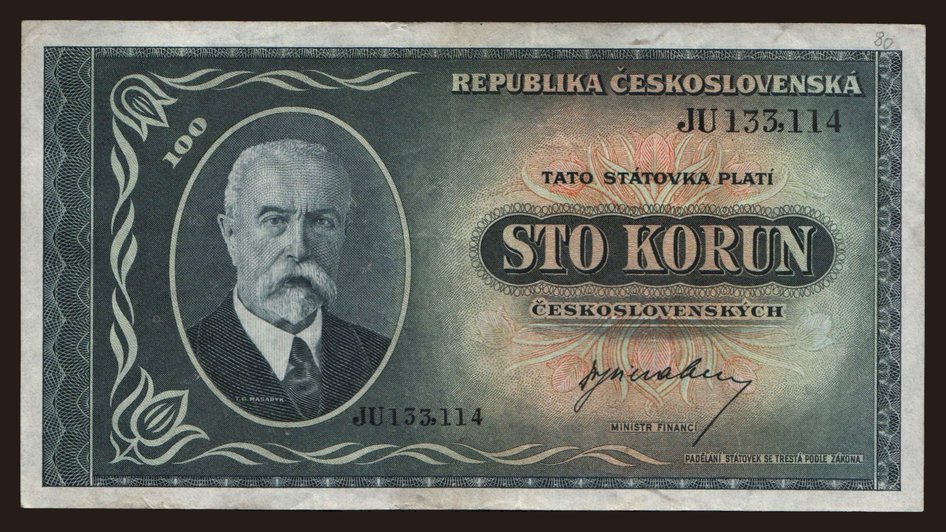 80
REPUBLIKA ČESKOSLOVENSKÁ
JU 133,114
100
TATO STÁTOVKA PLATÍ
STO KORUN
ČESKOSLOVENSKÝCH
T. G. MASARYK
JU 133,114
MINISTR FINANCÍ
PADĚLÁNÍ STÁTOVEK SE TRESTÁ PODLE ZÁKONA.